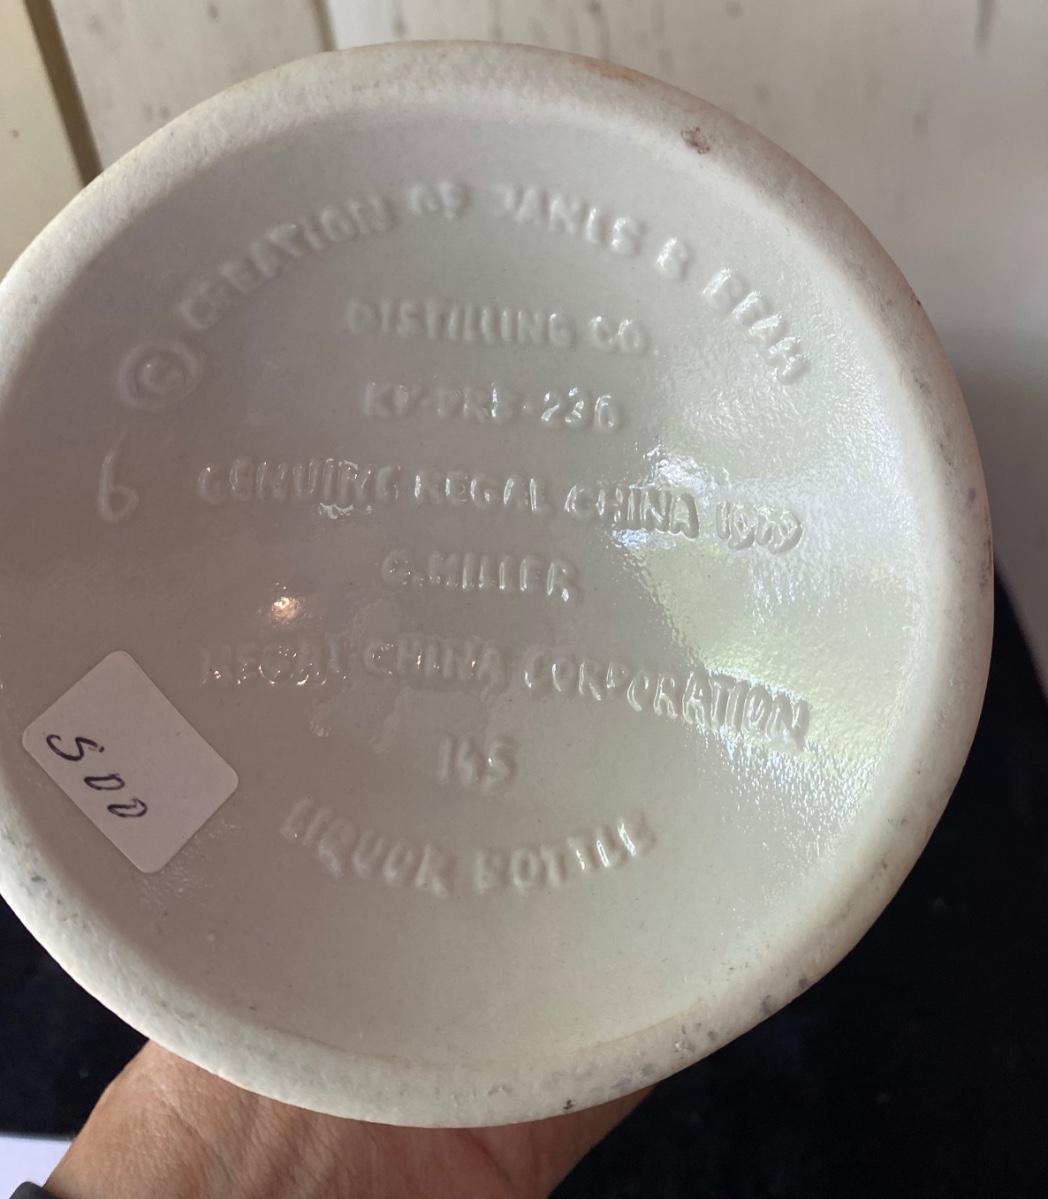 © CREATION OF JAMES B BEAM
DISTILLING CO.
KY-DRB-230
6
GENUINE REGAL CHINA
C. MILLER
REGAL CHINA CORPORATION
145
LIQUOR BOTTLE
500